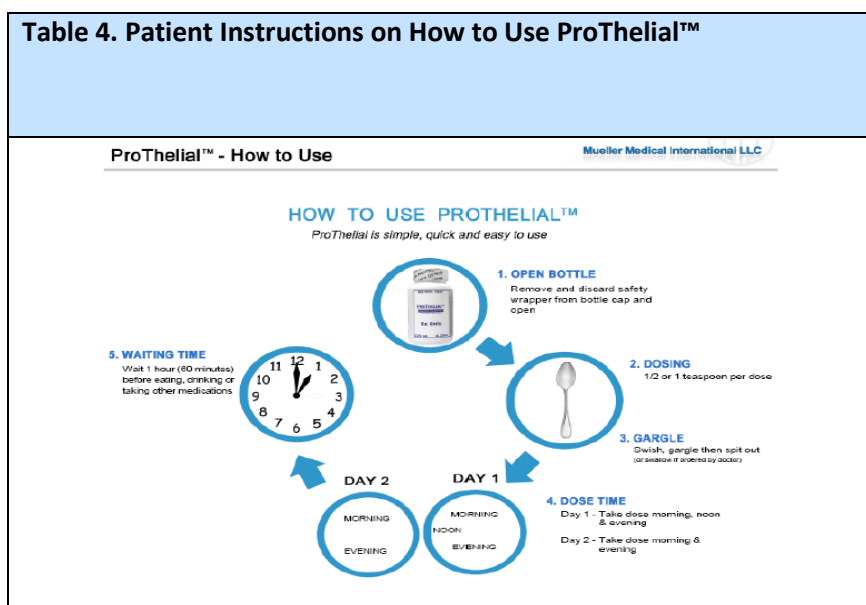 Table 4. Patient Instructions on How to Use ProThelial™
ProThelial™ - How to Use
Mueller Medical International LLC
HOW TO USE PROTHELIAL™
ProThelial is simple, quick and easy to use
1. OPEN BOTTLE
Remove and discard safety
wrapper from bottle cap and
open
PROTHELIAL™
2. DOSING
1/2 or 1 teaspoon per dose
3. GARGLE
Swish, gargle then spit out
(or swallow if ordered by doctor)
4. DOSE TIME
Day 1 - Take dose morning, noon
& evening
Day 2 - Take dose morning &
evening
DAY 1
MORNING
NOON
EVENING
DAY 2
MORNING
EVENING
5. WAITING TIME
Wait 1 hour (60 minutes)
before eating, drinking or
taking other medications
12
1
2
3
4
5
6
7
8
9
10
11